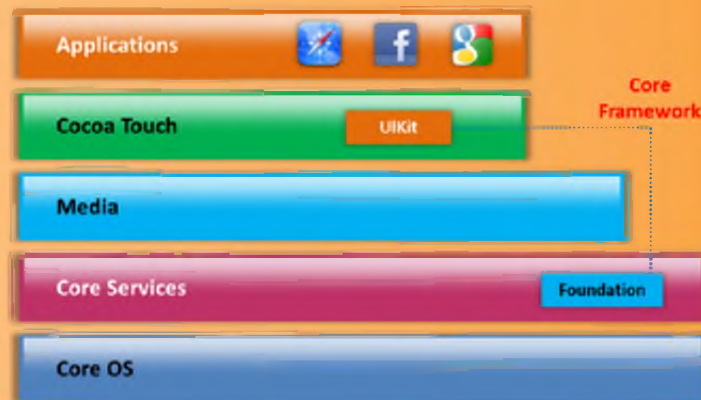 Applications
Core
Framework
Cocoa Touch
UIKit
Media
Core Services
Foundation
Core OS